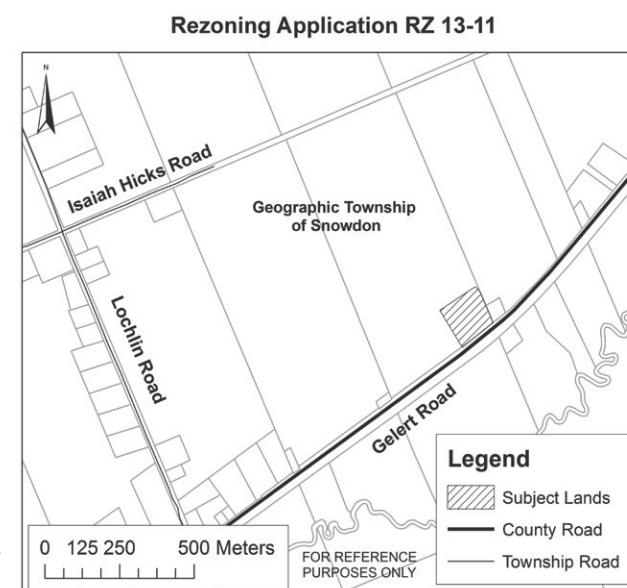 Rezoning Application RZ 13-11
N
Isaiah Hicks Road
Geographic Township
of Snowdon
Lochlin Road
Gelert Road
Legend
Subject Lands
County Road
Township Road
0 125 250 500 Meters
FOR REFERENCE
PURPOSES ONLY